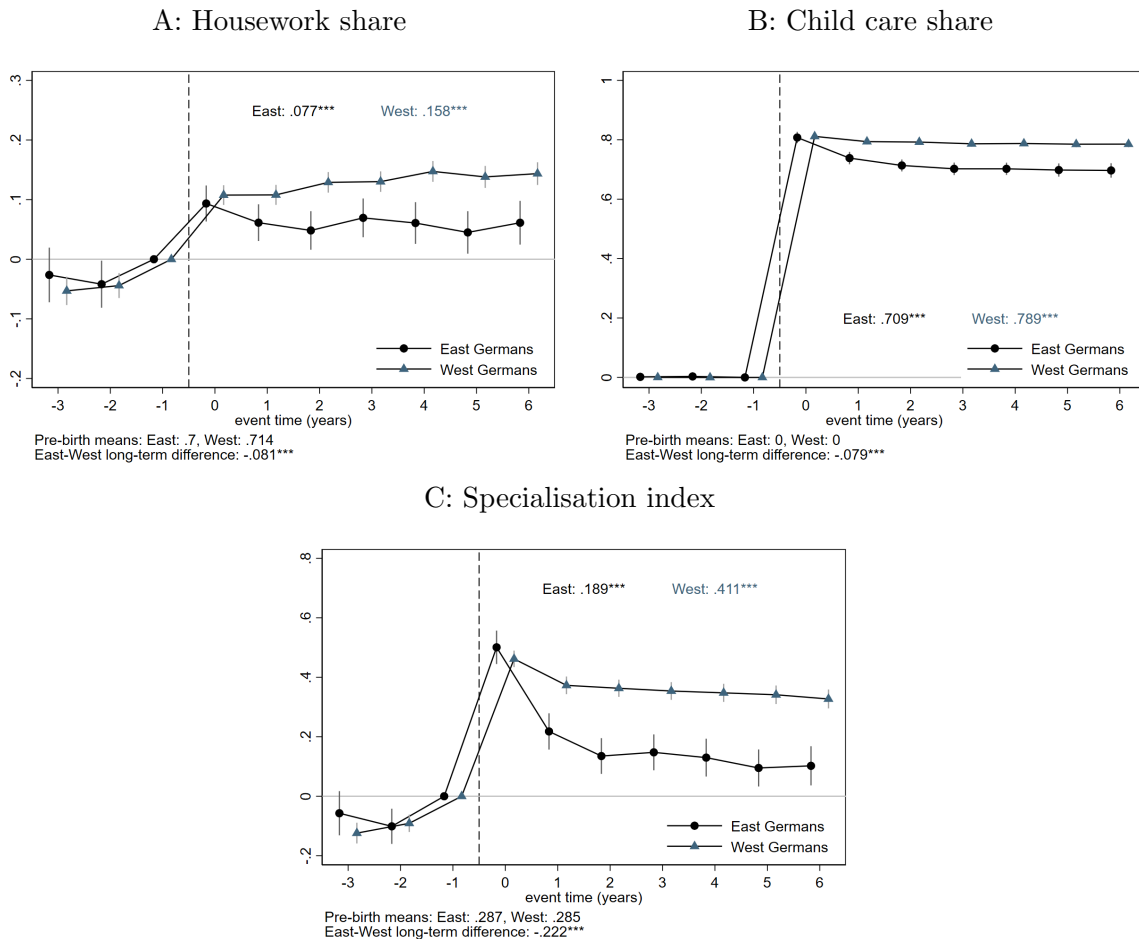 A: Housework share
.3
.2
.1
0
-.1
-.2
East: .077***
West: .158***
East Germans
West Germans
-3 -2 -1 0 1 2 3 4 5 6
event time (years)
Pre-birth means: East: .7, West: .714
East-West long-term difference: -.081***
B: Child care share
1
.8
.6
.4
.2
0
East: .709***
West: .789***
East Germans
West Germans
-3 -2 -1 0 1 2 3 4 5 6
event time (years)
Pre-birth means: East: 0, West: 0
East-West long-term difference: -.079***
C: Specialisation index
.8
.6
.4
.2
0
-.2
East: .189***
West: .411***
East Germans
West Germans
-3 -2 -1 0 1 2 3 4 5 6
event time (years)
Pre-birth means: East: .287, West: .285
East-West long-term difference: -.222***